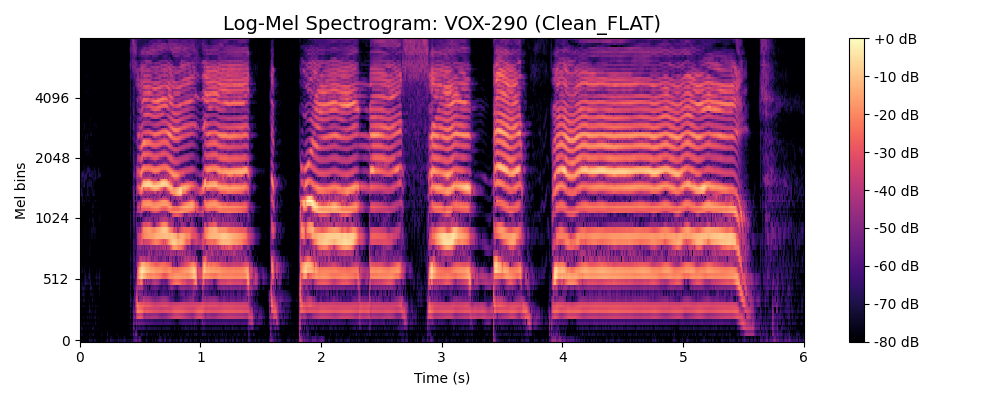 Log-Mel Spectrogram: VOX-290 (Clean_FLAT)
Mel bins
4096
2048
1024
512
0
0 1 2 3 4 5 6
Time (s)
+0 dB
-10 dB
-20 dB
-30 dB
-40 dB
-50 dB
-60 dB
-70 dB
-80 dB